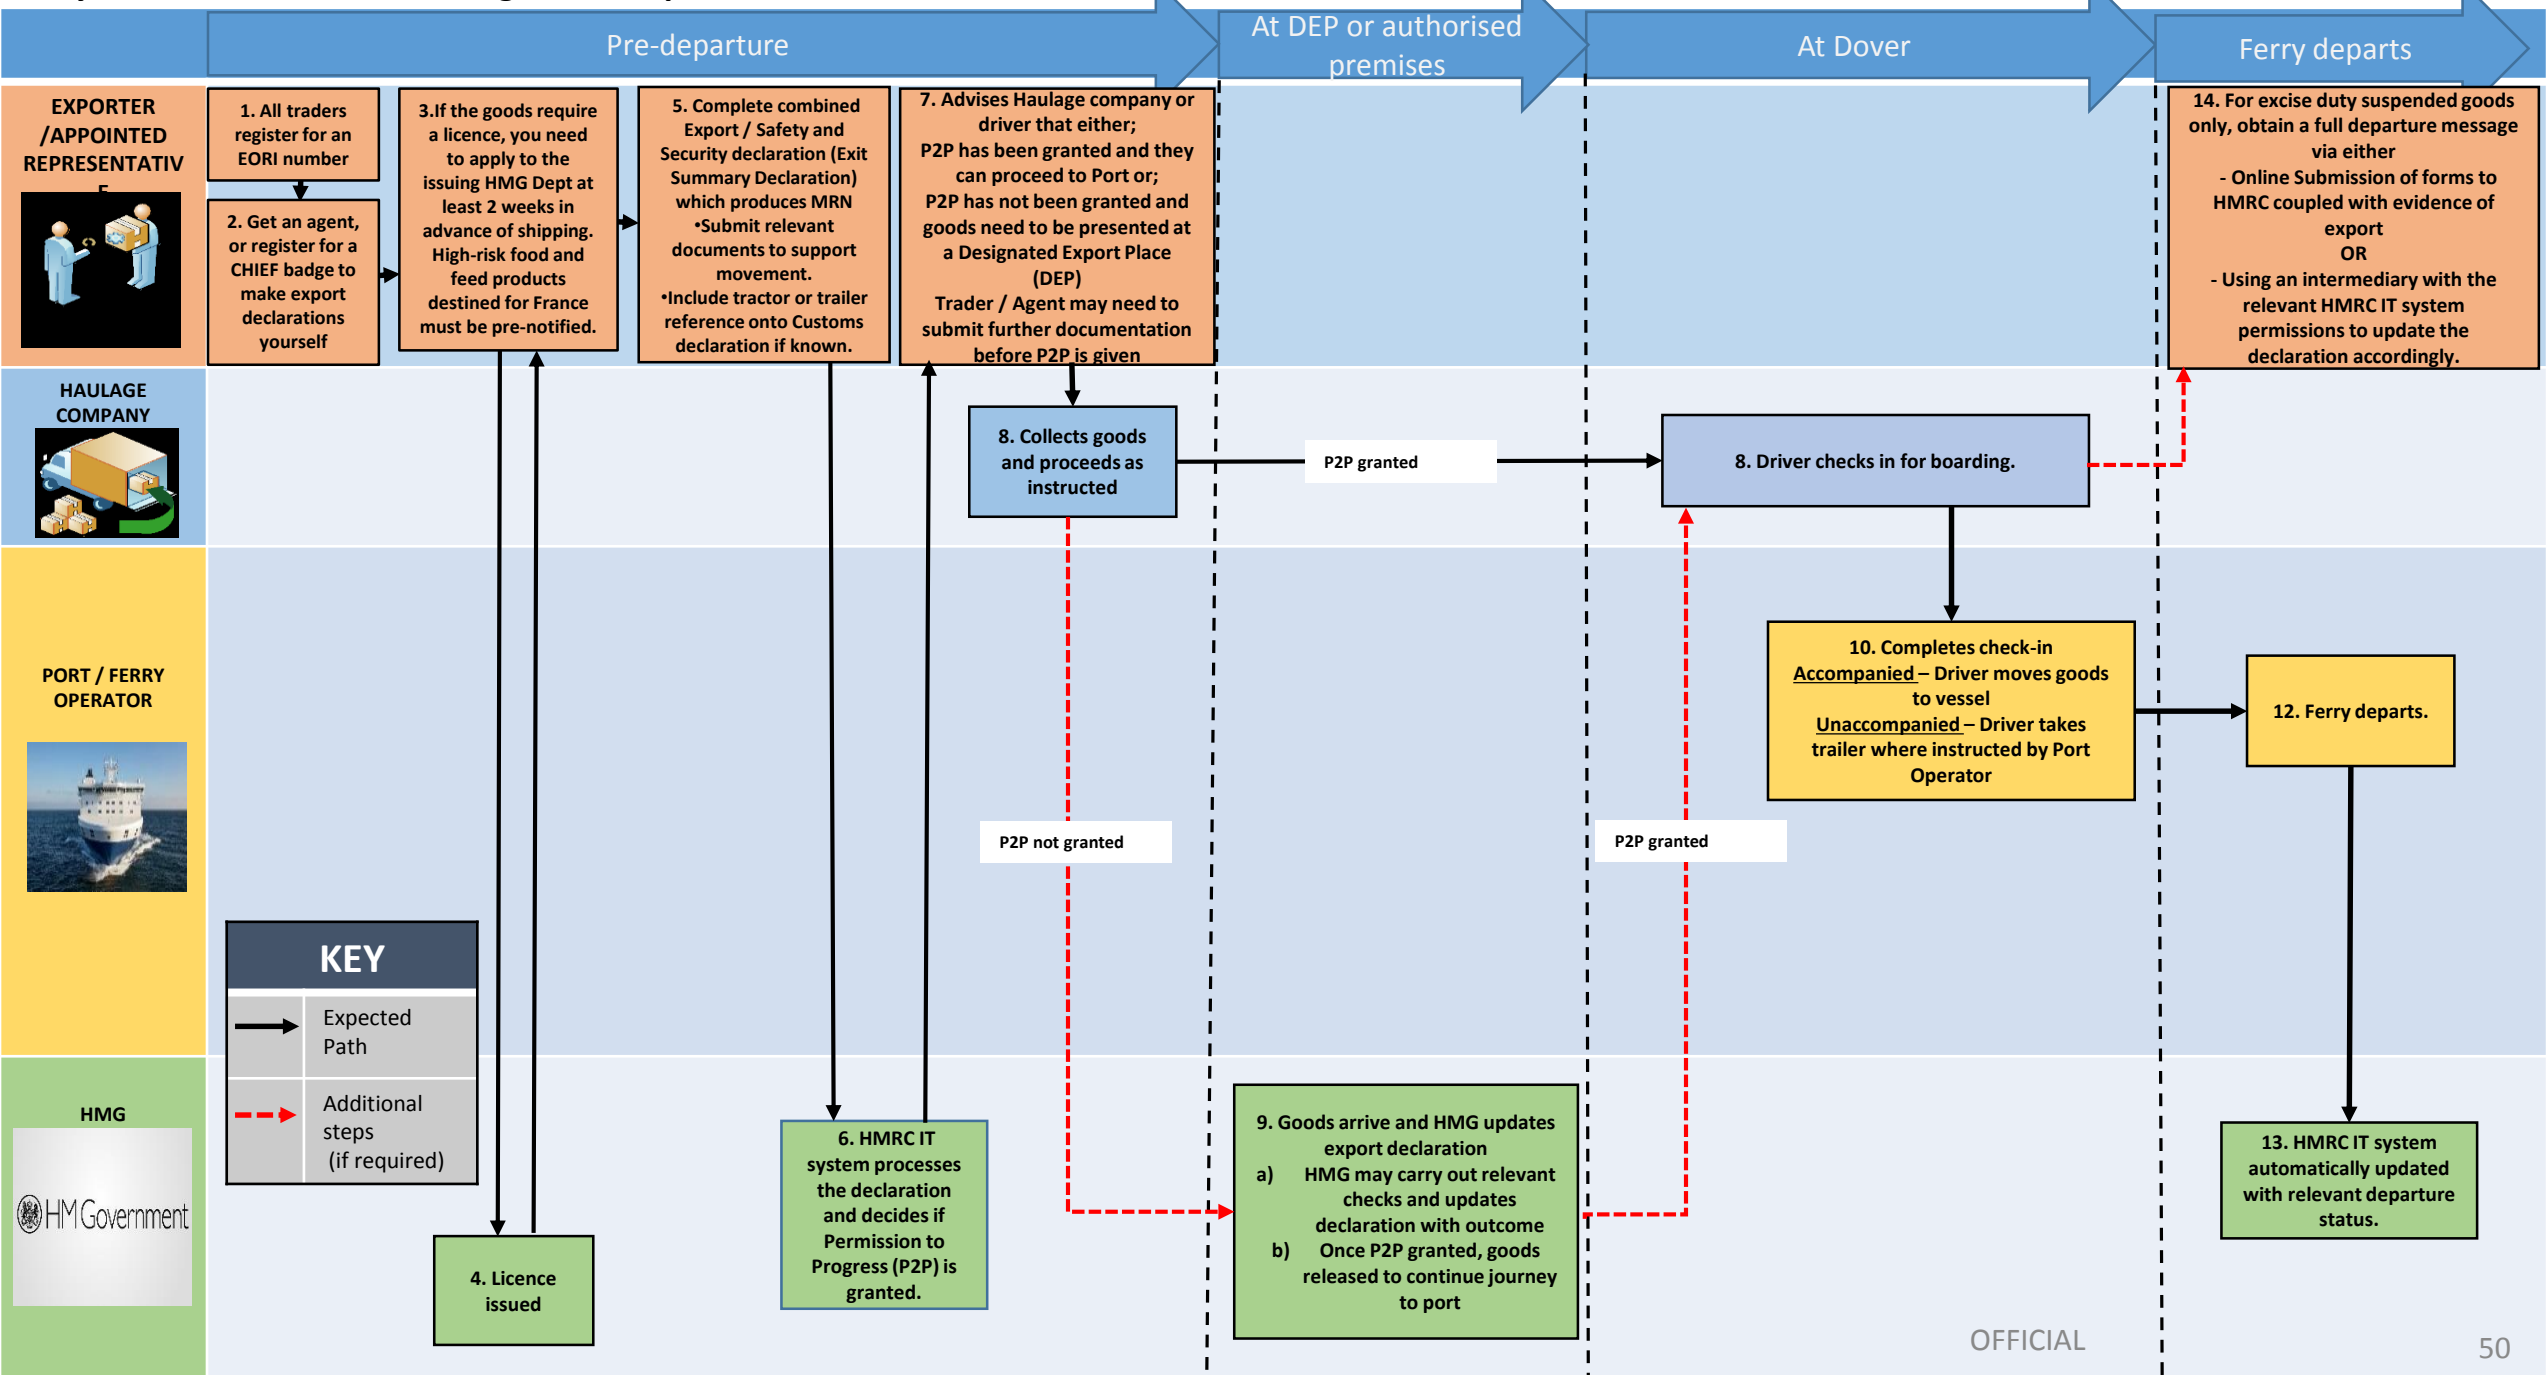 Pre-departure
At DEP or authorised
premises
At Dover
Ferry departs
EXPORTER
/APPOINTED
REPRESENTATIV
E
1. All traders
register for an
EORI number
2. Get an agent,
or register for a
CHIEF badge to
make export
declarations
yourself
3.If the goods require
a licence, you need
to apply to the
issuing HMG Dept at
least 2 weeks in
advance of shipping.
High-risk food and
feed products
destined for France
must be pre-notified.
5. Complete combined
Export / Safety and
Security declaration (Exit
Summary Declaration)
which produces MRN
•Submit relevant
documents to support
movement.
•Include tractor or trailer
reference onto Customs
declaration if known.
7. Advises Haulage company or
driver that either;
P2P has been granted and they
can proceed to Port or;
P2P has not been granted and
goods need to be presented at
a Designated Export Place
(DEP)
Trader / Agent may need to
submit further documentation
before P2P is given
14. For excise duty suspended goods
only, obtain a full departure message
via either
- Online Submission of forms to
HMRC coupled with evidence of
export
OR
- Using an intermediary with the
relevant HMRC IT system
permissions to update the
declaration accordingly.
HAULAGE
COMPANY
8. Collects goods
and proceeds as
instructed
P2P granted
8. Driver checks in for boarding.
PORT / FERRY
OPERATOR
10. Completes check-in
Accompanied – Driver moves goods
to vessel
Unaccompanied – Driver takes
trailer where instructed by Port
Operator
12. Ferry departs.
P2P not granted
P2P granted
KEY
Expected
Path
Additional
steps
(if required)
HMG
HM Government
4. Licence
issued
6. HMRC IT
system processes
the declaration
and decides if
Permission to
Progress (P2P) is
granted.
9. Goods arrive and HMG updates
export declaration
a) HMG may carry out relevant
checks and updates
declaration with outcome
b) Once P2P granted, goods
released to continue journey
to port
13. HMRC IT system
automatically updated
with relevant departure
status.
OFFICIAL
50